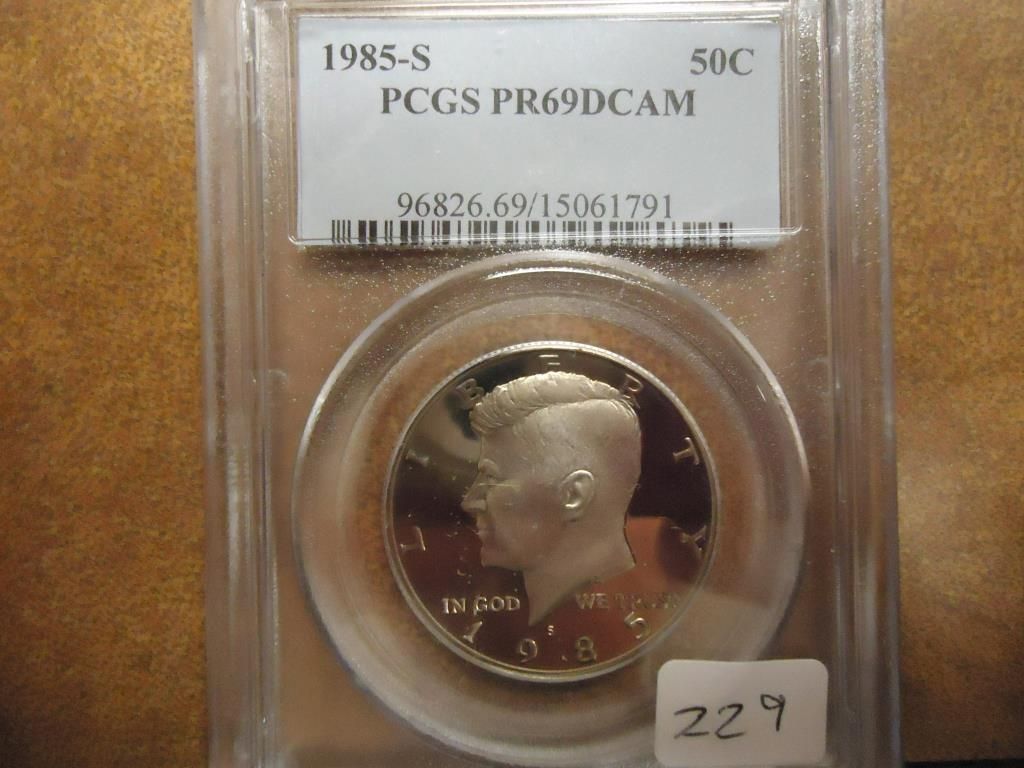 1985-S 50C
PCGS PR69DCAM
96826.69/15061791
LIBERTY
IN GOD WE TRUST
S
1985
229